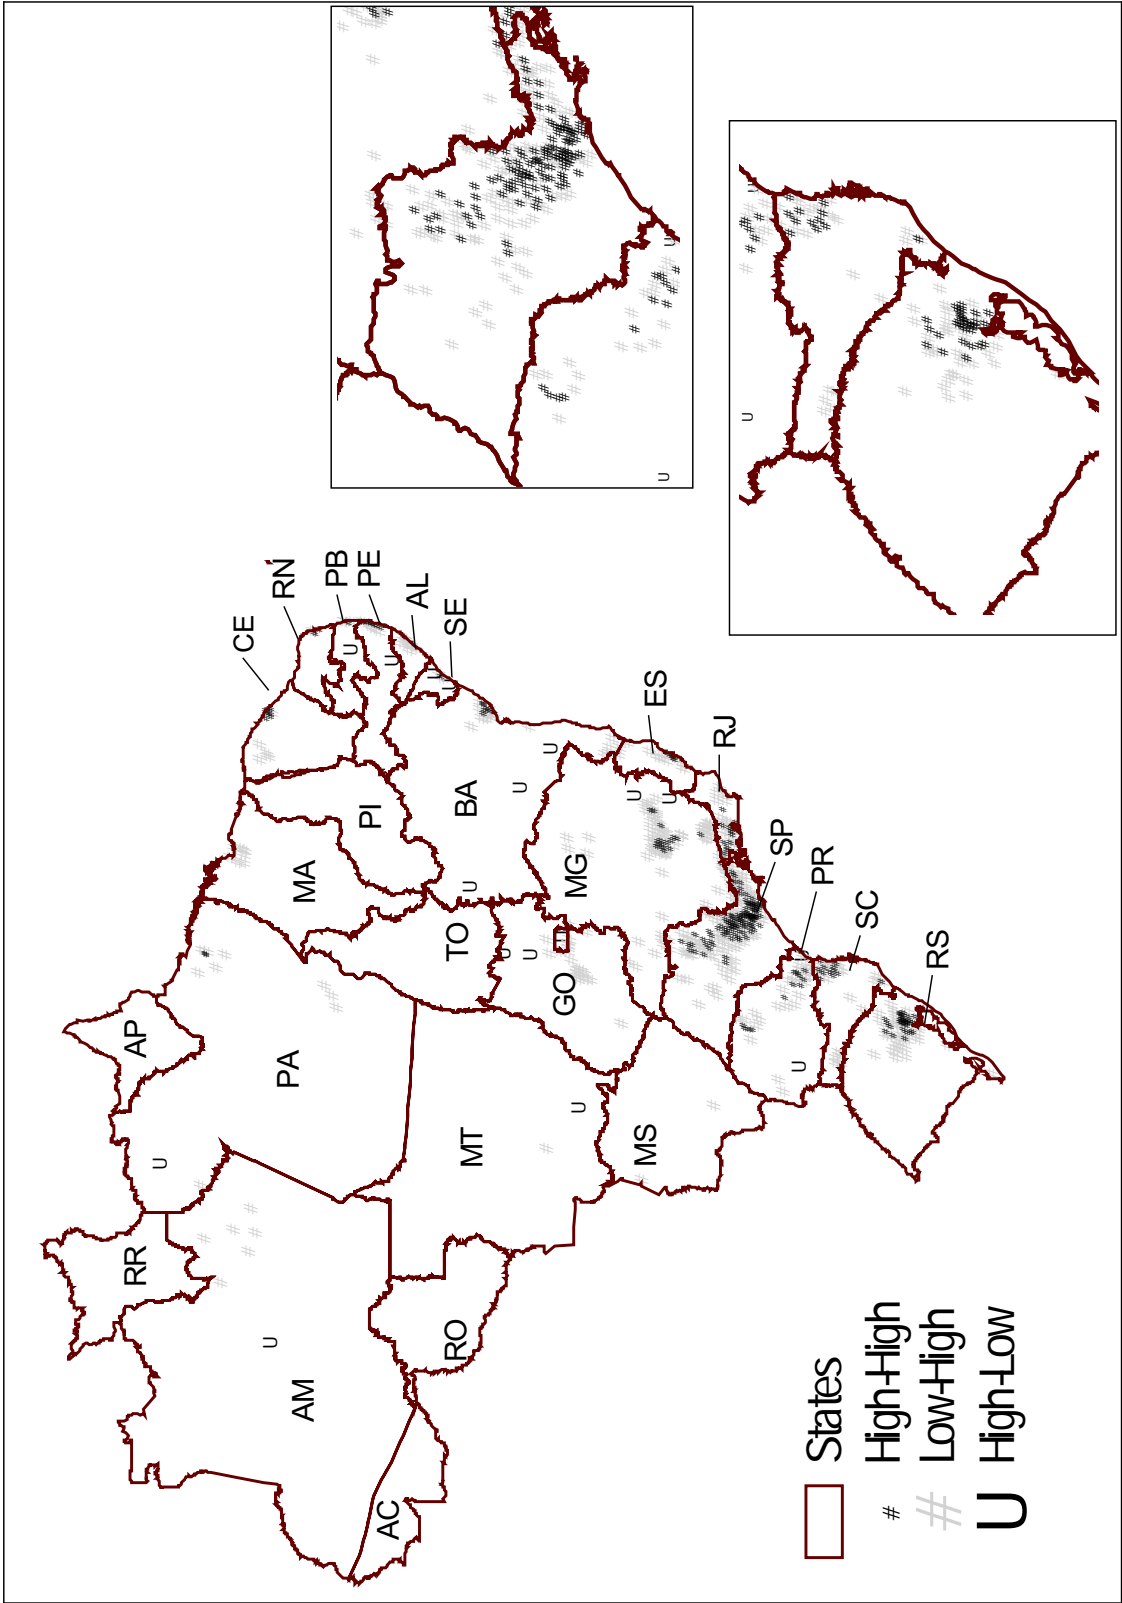 RR
AP
AM
PA
AC
RO
MT
MA
CE
RN
PB
PE
AL
SE
PI
TO
BA
GO
MG
ES
MS
RJ
SP
PR
SC
RS
States
# High-High
# Low-High
U High-Low